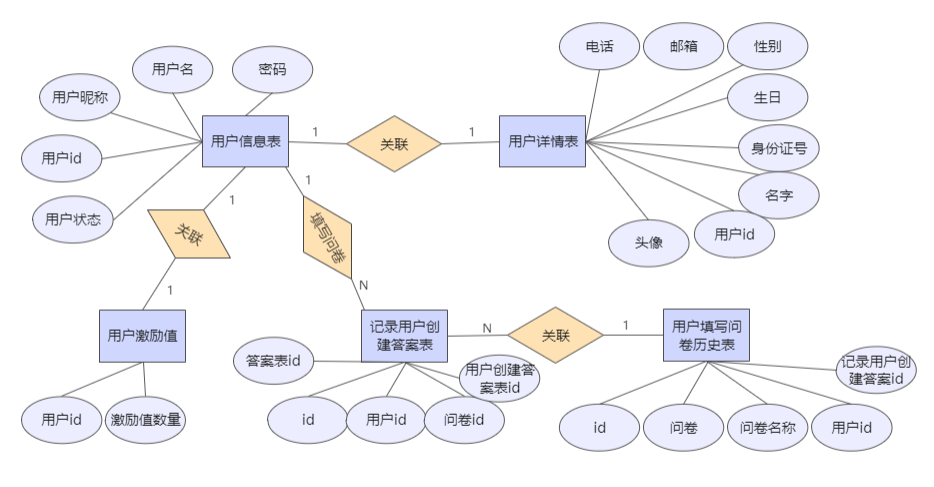 电话
邮箱
性别
用户名
密码
用户昵称
生日
用户信息表
1
关联
1
用户详情表
身份证号
用户id
名字
用户状态
1
1
关联
填写问卷
用户id
头像
1
N
用户激励值
记录用户创
建答案表
N
关联
1
用户填写问
卷历史表
答案表id
用户创建答
案表id
记录用户创
建答案id
用户id
激励值数量
id
用户id
问卷id
id
问卷
问卷名称
用户id